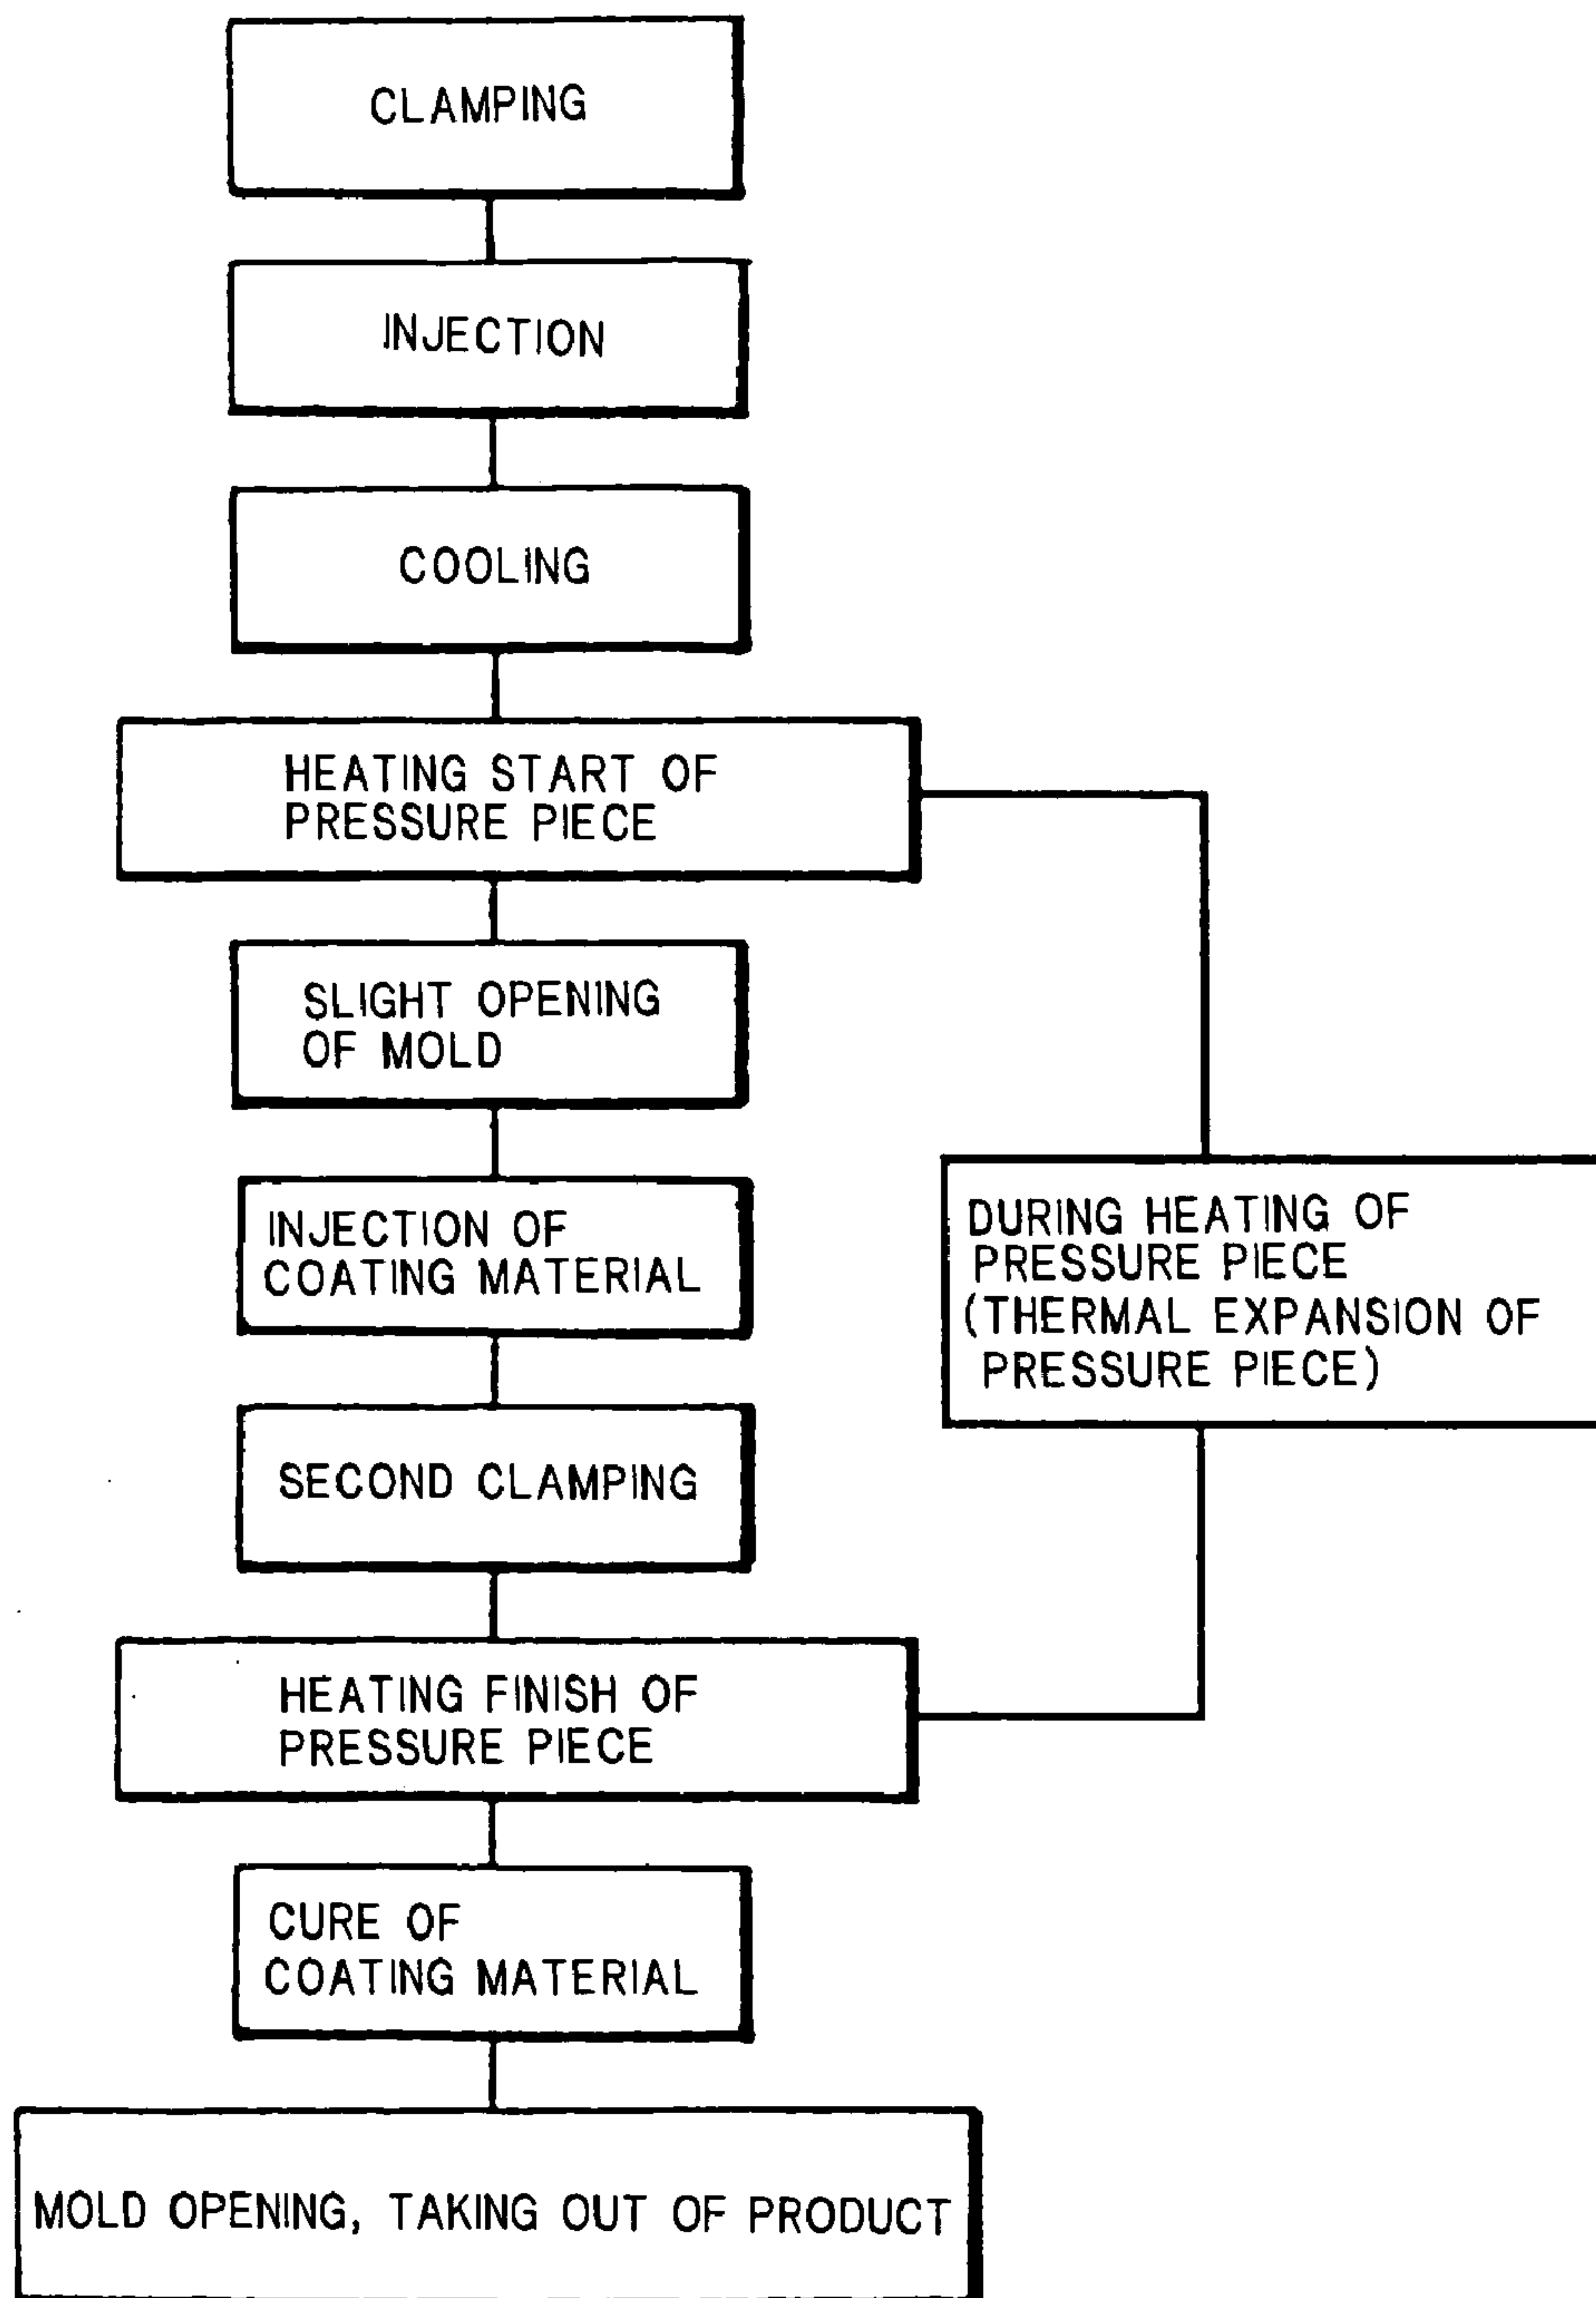 CLAMPING
INJECTION
COOLING
HEATING START OF
PRESSURE PIECE
SLIGHT OPENING
OF MOLD
INJECTION OF
COATING MATERIAL
DURING HEATING OF
PRESSURE PIECE
(THERMAL EXPANSION OF
PRESSURE PIECE)
SECOND CLAMPING
HEATING FINISH OF
PRESSURE PIECE
CURE OF
COATING MATERIAL
MOLD OPENING, TAKING OUT OF PRODUCT